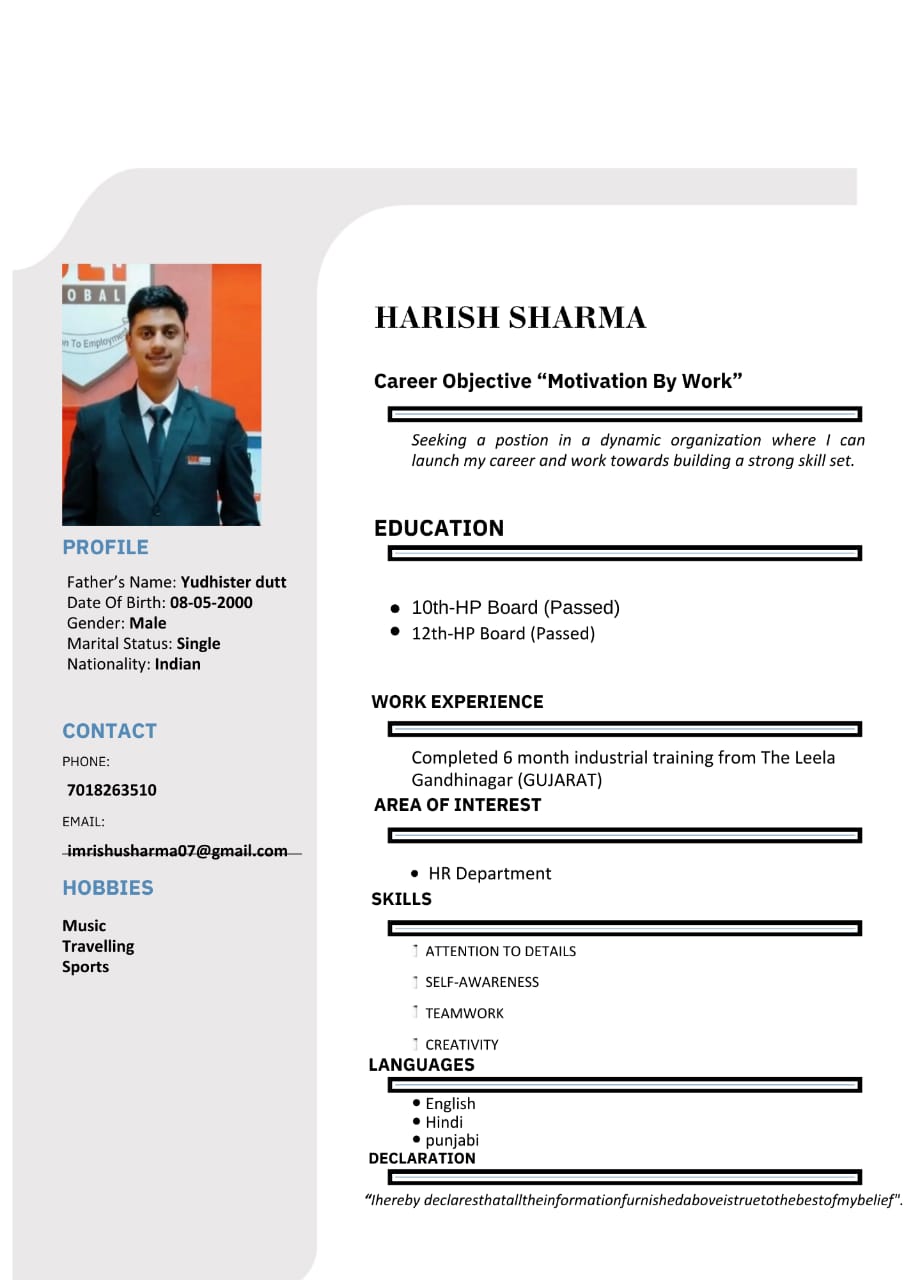 OBAL
on To Employmen
PROFILE
Father’s Name: Yudhister dutt
Date Of Birth: 08-05-2000
Gender: Male
Marital Status: Single
Nationality: Indian
CONTACT
PHONE:
7018263510
EMAIL:
imrishusharma07@gmail.com
HOBBIES
Music
Travelling
Sports
HARISH SHARMA
Career Objective “Motivation By Work”
Seeking a postion in a dynamic organization where I can
launch my career and work towards building a strong skill set.
EDUCATION
● 10th-HP Board (Passed)
● 12th-HP Board (Passed)
WORK EXPERIENCE
Completed 6 month industrial training from The Leela
Gandhinagar (GUJARAT)
AREA OF INTEREST
● HR Department
SKILLS
ATTENTION TO DETAILS
SELF-AWARENESS
TEAMWORK
CREATIVITY
LANGUAGES
● English
● Hindi
● punjabi
DECLARATION
“Ihereby declaresthatalltheinformationfurnishedaboveistruetothebestofmybelief".